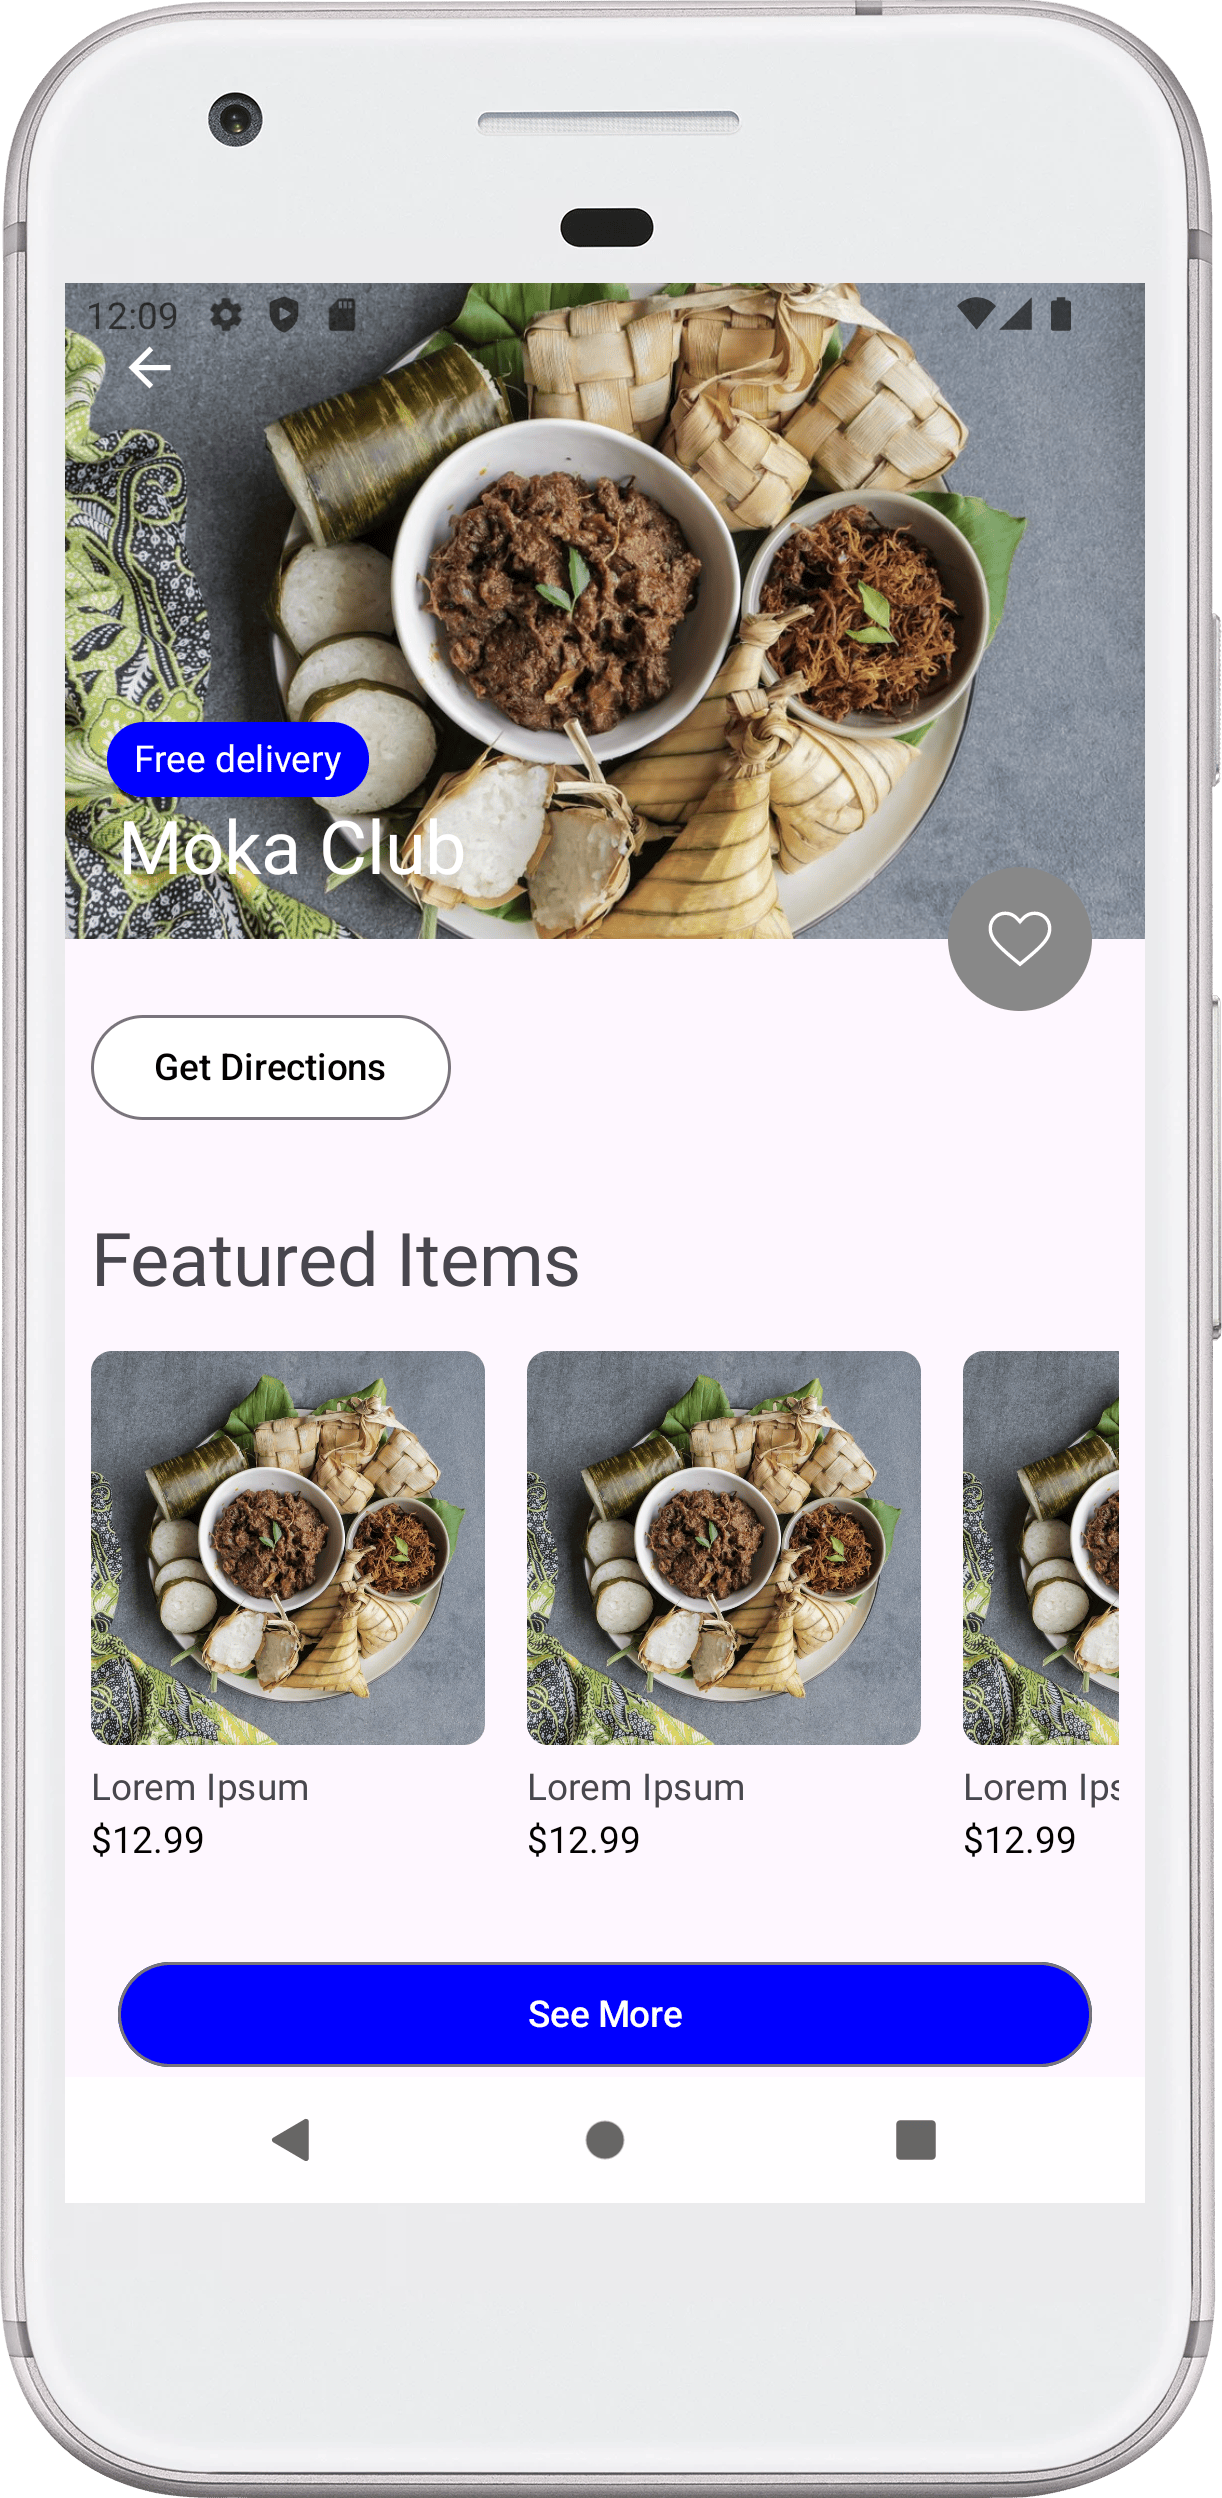 12:09
Free delivery
Moka Club
Get Directions
Featured Items
Lorem Ipsum Lorem Ipsum Lorem Ips
$12.99 $12.99 $12.99
See More